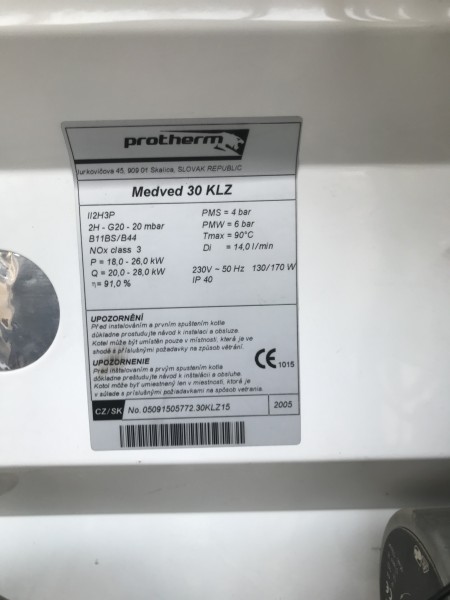 protherm
Jurkovičova 45, 909 01 Skalica, SLOVAK REPUBLIC
Medved 30 KLZ
II2H3P
2H - G20 - 20 mbar
B11BS/B44
NOx class 3
P = 18,0 - 26,0 kW
Q = 20,0 - 28,0 kW
η = 91,0 %
PMS = 4 bar
PMW = 6 bar
Tmax = 90°C
Di = 14,0 l/min
230V ~ 50 Hz 130/170 W
IP 40
UPOZORNĚNÍ
Před instalováním a prvním spuštěním kotle
důkladne prostudujte návod k instalaci a obsluze.
Kotel může být umístěn pouze v místnosti, která je ve
shodě s příslušnými požadavky na způsob větrání.
UPOZORNENIE
Pred inštalovaním a prvým spustením kotla
dôkladne preštudujte návod k inštalácii a obsluhe.
Kotol môže byť umiestnený len v miestnosti, ktorá je
v súlade s príslušnými požiadavkami na spôsob vetrania.
CE 1015
CZ/SK No. 05091505772.30KLZ15 2005